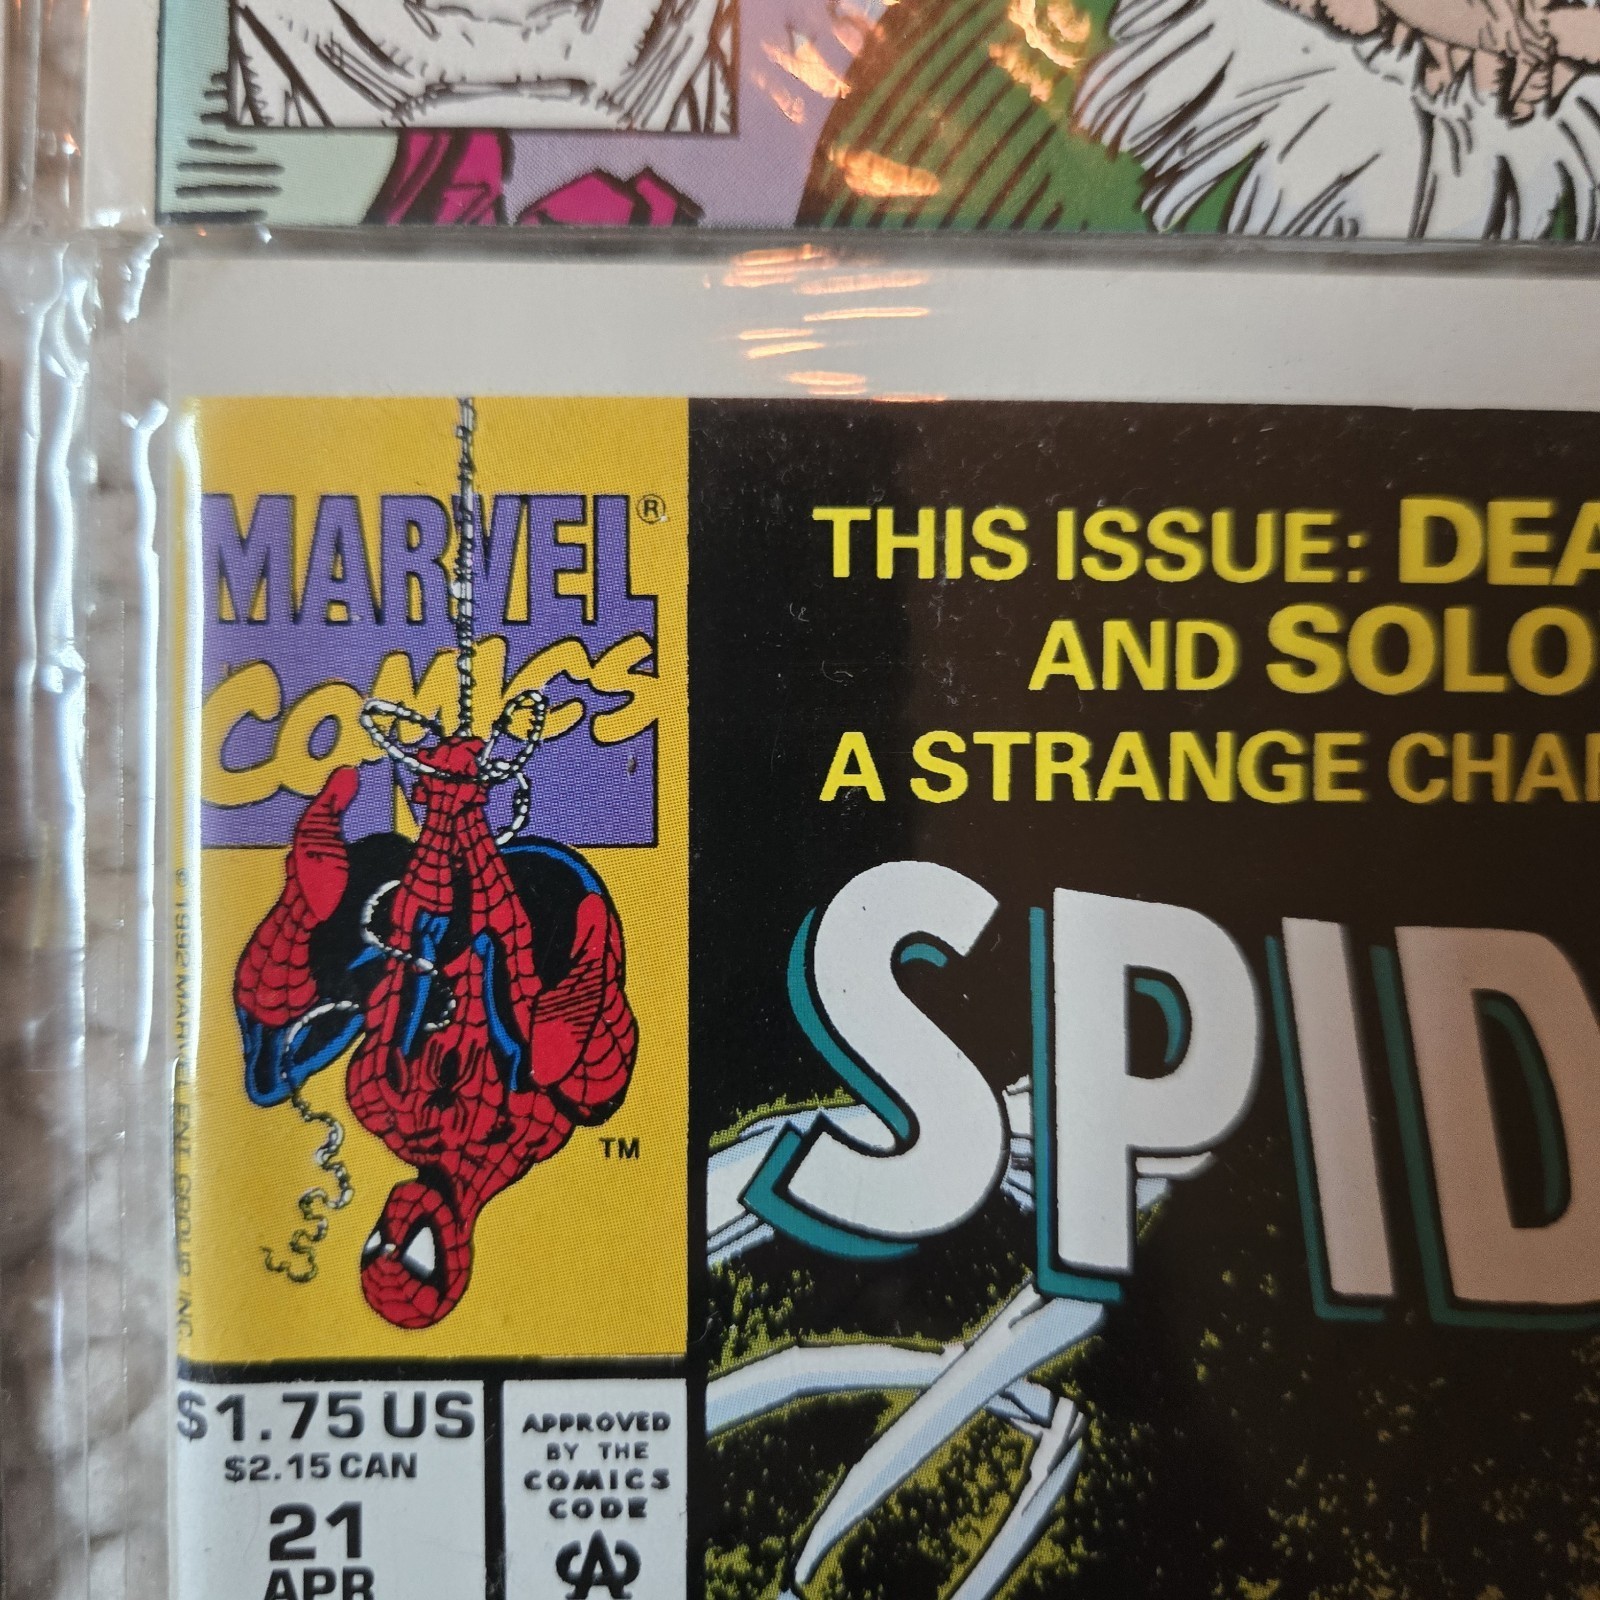 MARVEL®
COMICS
THIS ISSUE: DEA
AND SOLO
A STRANGE CHA
SPID
TM
© 1992 MARVEL ENT. GROUP, INC.
$1.75 US
$2.15 CAN
21
APR
APPROVED
BY THE
COMICS
CODE